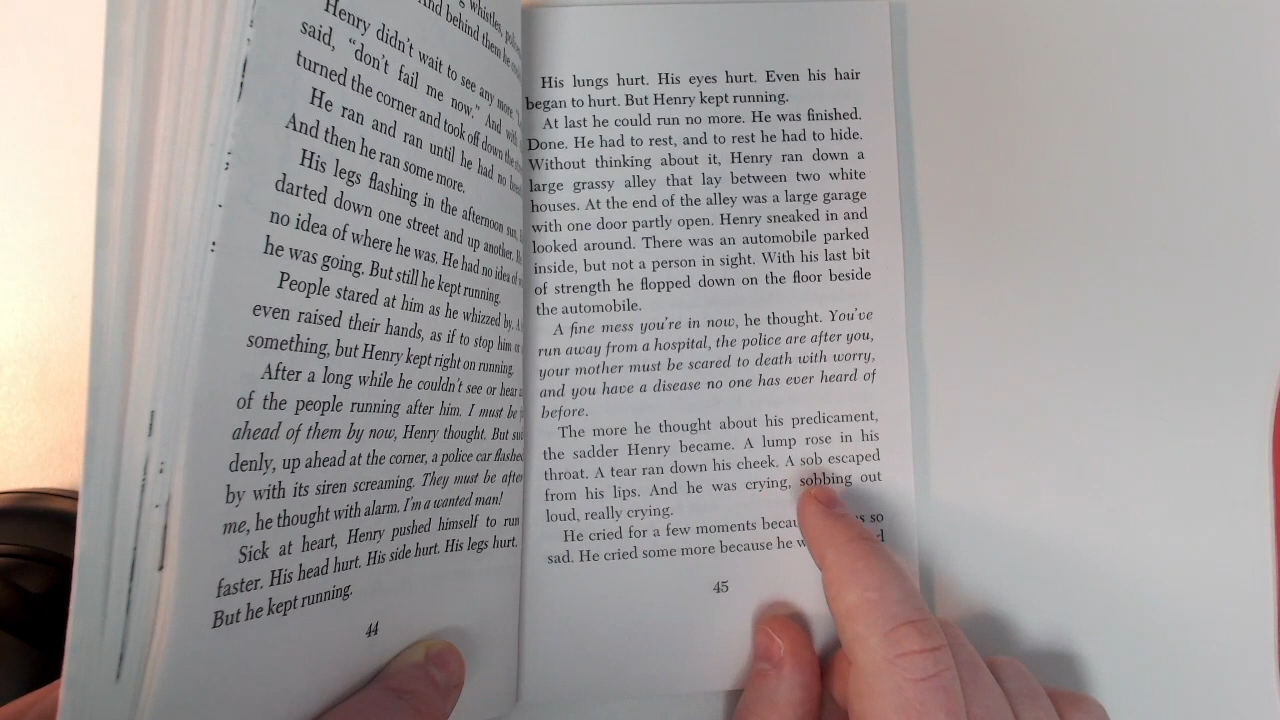 whistles,
And behind them he
Henry didn't wait to see any more.
said, "don't fail me now." And
turned the corner and took off down the
He ran and ran until he had no
And then he ran some more.
His legs flashing in the afternoon sun,
darted down one street and up another.
no idea of where he was. He had no idea of
he was going. But still he kept running.
People stared at him as he whizzed by.
even raised their hands, as if to stop him or
something, but Henry kept right on running.
After a long while he couldn't see or hear
of the people running after him. I must be
ahead of them by now, Henry thought. But
denly, up ahead at the corner, a police car flashed
by with its siren screaming. They must be after
me, he thought with alarm. I'm a wanted man!
Sick at heart, Henry pushed himself to run
faster. His head hurt. His side hurt. His legs hurt.
But he kept running.
44
His lungs hurt. His eyes hurt. Even his hair
began to hurt. But Henry kept running.
At last he could run no more. He was finished.
Done. He had to rest, and to rest he had to hide.
Without thinking about it, Henry ran down a
large grassy alley that lay between two white
houses. At the end of the alley was a large garage
with one door partly open. Henry sneaked in and
looked around. There was an automobile parked
inside, but not a person in sight. With his last bit
of strength he flopped down on the floor beside
the automobile.
A fine mess you're in now, he thought. You've
run away from a hospital, the police are after you,
your mother must be scared to death with worry,
and you have a disease no one has ever heard of
before.
The more he thought about his predicament,
the sadder Henry became. A lump rose in his
throat. A tear ran down his cheek. A sob escaped
from his lips. And he was crying, sobbing out
loud, really crying.
He cried for a few moments so
sad. He cried some more because he
45